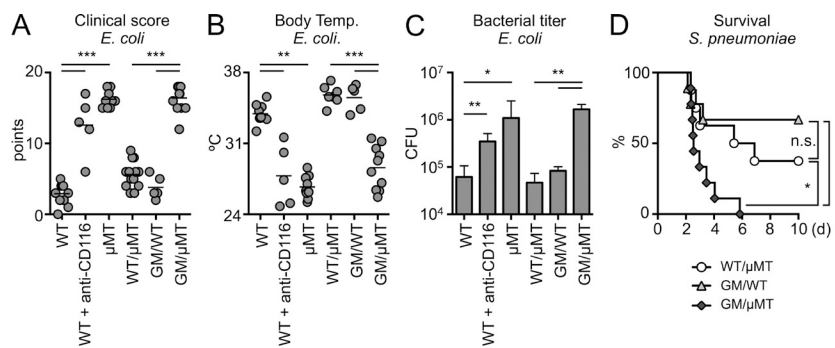 A
Clinical score
E. coli
***
***
20
10
0
points
WT
WT + anti-CD116
µMT
WT/µMT
GM/WT
GM/µMT
B
Body Temp.
E. coli.
**
***
38
31
24
ºC
WT
WT + anti-CD116
µMT
WT/µMT
GM/WT
GM/µMT
C
Bacterial titer
E. coli
*
**
**
10⁷
10⁶
10⁵
10⁴
CFU
WT
WT + anti-CD116
µMT
WT/µMT
GM/WT
GM/µMT
D
Survival
S. pneumoniae
100
50
0
%
n.s.
*
0 2 4 6 8 10 (d)
WT/µMT
GM/WT
GM/µMT